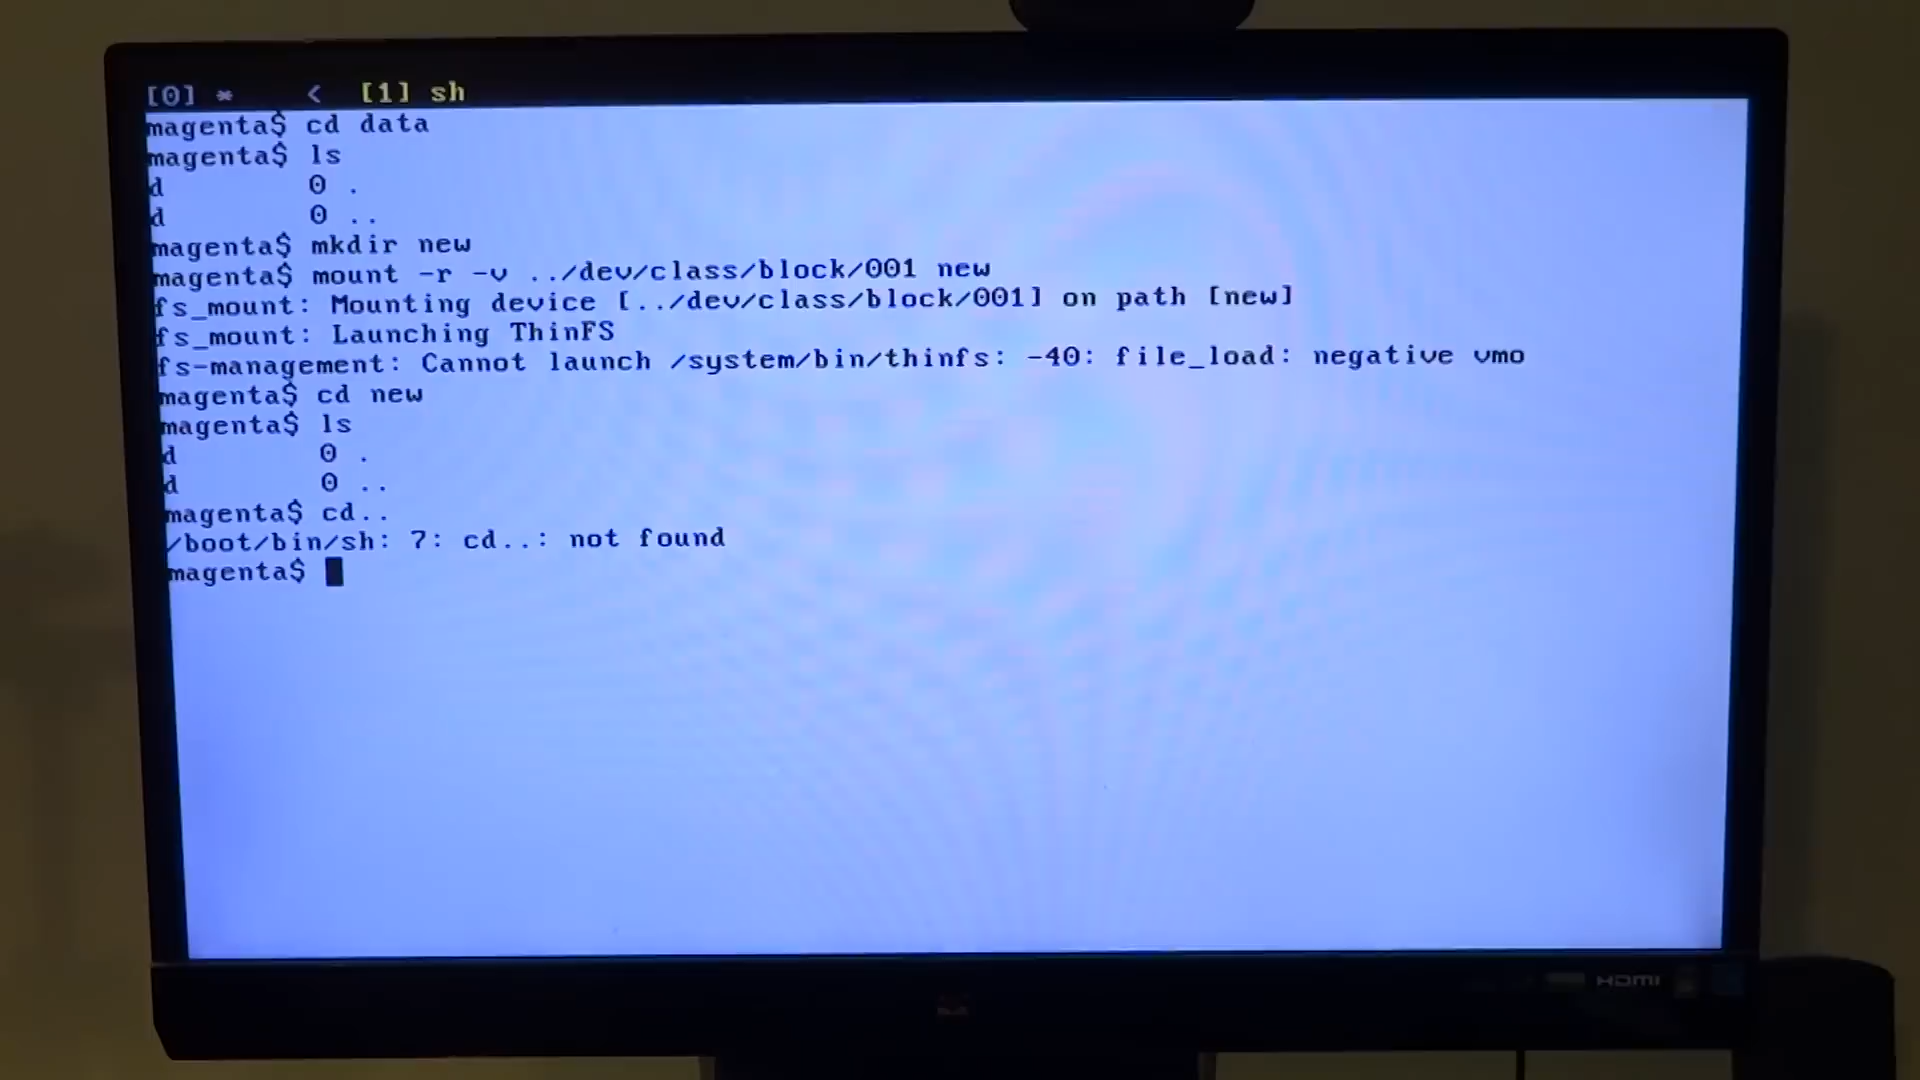 [0] *    <  [1] sh
magenta$ cd data
magenta$ ls
d        0 .
d        0 ..
magenta$ mkdir new
magenta$ mount -r -v ../dev/class/block/001 new
fs_mount: Mounting device [../dev/class/block/001] on path [new]
fs_mount: Launching ThinFS
fs-management: Cannot launch /system/bin/thinfs: -40: file_load: negative vmo
magenta$ cd new
magenta$ ls
d        0 .
d        0 ..
magenta$ cd..
/boot/bin/sh: 7: cd..: not found
magenta$
HDMI